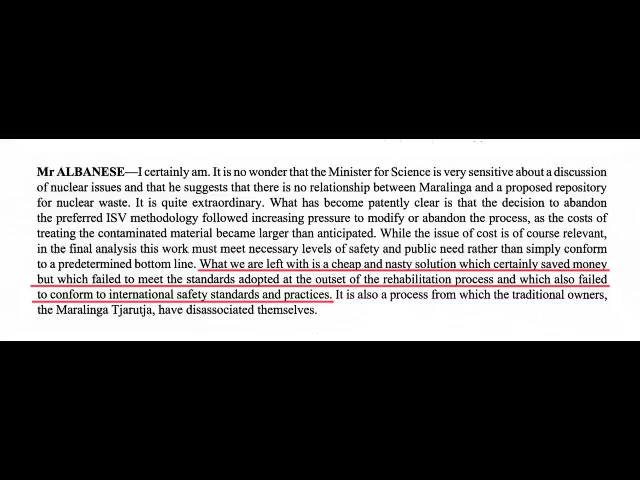 Mr ALBANESE—I certainly am. It is no wonder that the Minister for Science is very sensitive about a discussion
of nuclear issues and that he suggests that there is no relationship between Maralinga and a proposed repository
for nuclear waste. It is quite extraordinary. What has become patently clear is that the decision to abandon
the preferred ISV methodology followed increasing pressure to modify or abandon the process, as the costs of
treating the contaminated material became larger than anticipated. While the issue of cost is of course relevant,
in the final analysis this work must meet necessary levels of safety and public need rather than simply conform
to a predetermined bottom line. What we are left with is a cheap and nasty solution which certainly saved money
but which failed to meet the standards adopted at the outset of the rehabilitation process and which also failed
to conform to international safety standards and practices. It is also a process from which the traditional owners,
the Maralinga Tjarutja, have disassociated themselves.